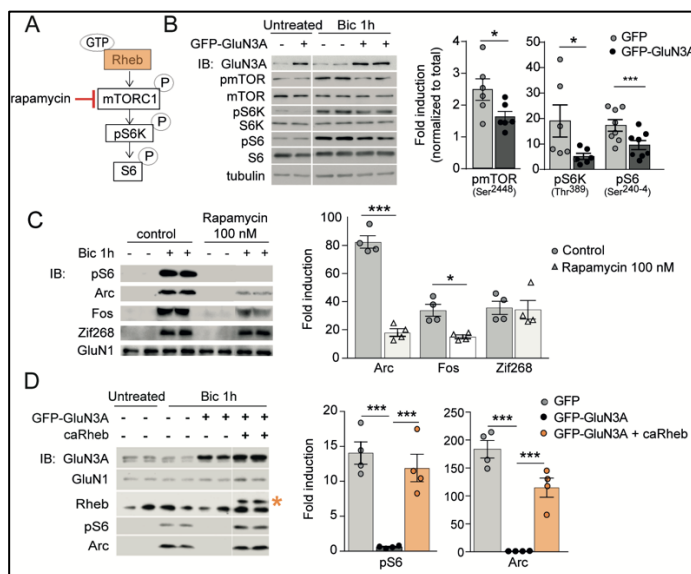 A
GTP
Rheb
rapamycin
mTORC1
P
pS6K
P
S6
P
B
Untreated Bic 1h
- + - - + +
GFP-GluN3A
IB: GluN3A
pmTOR
mTOR
pS6K
S6K
pS6
S6
tubulin
Fold induction
(normalized to total)
4
3
2
1
0
*
pmTOR
(Ser2448)
50
40
30
20
10
0
*
***
pS6K
(Thr389)
pS6
(Ser240-4)
GFP
GFP-GluN3A
C
control
Rapamycin
100 nM
Bic 1h - - + + - - + +
IB: pS6
Arc
Fos
Zif268
GluN1
Fold induction
100
80
60
40
20
0
***
*
Arc Fos Zif268
Control
Rapamycin 100 nM
D
Untreated Bic 1h
GFP-GluN3A - - - - + + + +
caRheb - - - - - - + +
IB: GluN3A
GluN1
Rheb *
pS6
Arc
Fold induction
20
15
10
5
0
*** ***
pS6
250
200
150
100
50
0
***
***
Arc
GFP
GFP-GluN3A
GFP-GluN3A + caRheb